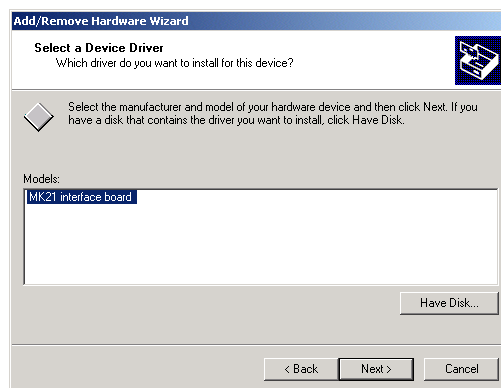 Add/Remove Hardware Wizard
Select a Device Driver
Which driver do you want to install for this device?
Select the manufacturer and model of your hardware device and then click Next. If you
have a disk that contains the driver you want to install, click Have Disk.
Models:
MK21 interface board
Have Disk...
< Back
Next >
Cancel